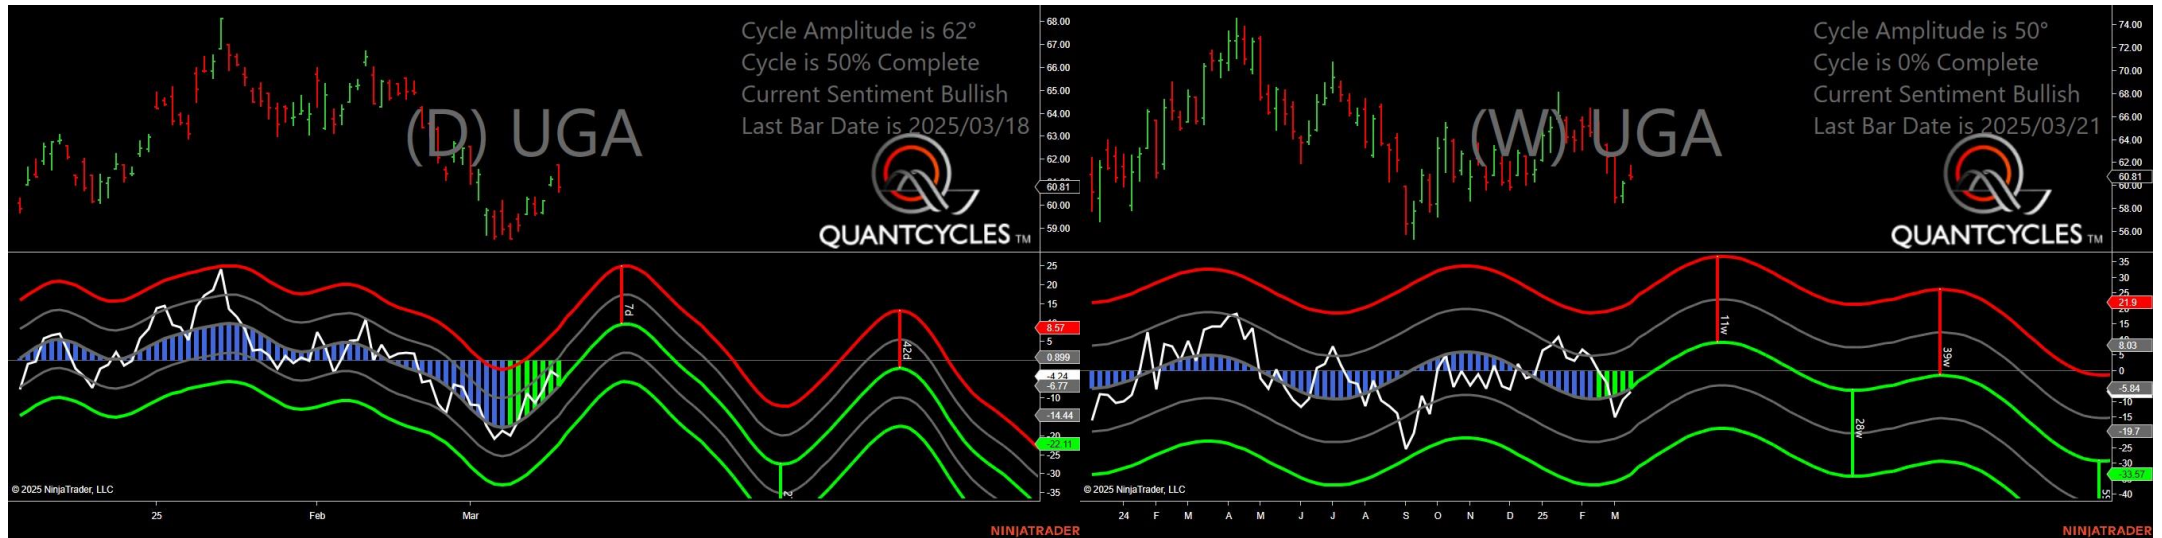 Cycle Amplitude is 62°
Cycle is 50% Complete
Current Sentiment Bullish
Last Bar Date is 2025/03/18
(D) UGA
QUANTCYCLES TM
68.00
67.00
66.00
65.00
64.00
63.00
62.00
60.81
60.00
59.00
25
20
15
8.57
5
0.899
-4.24
-6.77
-10
-14.44
-20
-22.11
-25
-30
-35
7d
42d
© 2025 NinjaTrader, LLC
25 Feb Mar
NINJATRADER
Cycle Amplitude is 50°
Cycle is 0% Complete
Current Sentiment Bullish
Last Bar Date is 2025/03/21
(W) UGA
QUANTCYCLES TM
74.00
72.00
70.00
68.00
66.00
64.00
62.00
60.81
60.00
58.00
56.00
35
30
25
21.9
20
15
8.03
5
0
-5.84
-10
-15
-19.7
-25
-30
-33.57
-40
11w
39w
28w
© 2025 NinjaTrader, LLC
24 F M A M J J A S O N D 25 F M
NINJATRADER